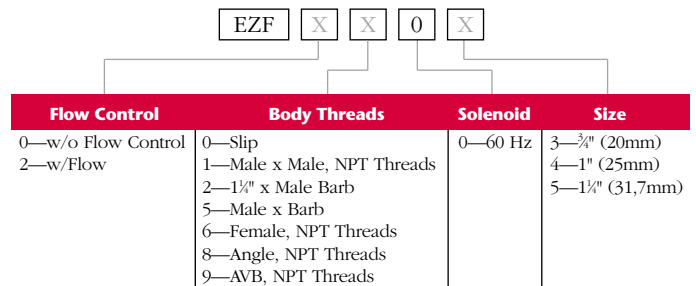 EZF X X 0 X
Flow Control Body Threads Solenoid Size
0—w/o Flow Control 0—Slip 0—60 Hz 3—¾" (20mm)
2—w/Flow 1—Male x Male, NPT Threads 4—1" (25mm)
2—1¼" x Male Barb 5—1¼" (31,7mm)
5—Male x Barb
6—Female, NPT Threads
8—Angle, NPT Threads
9—AVB, NPT Threads